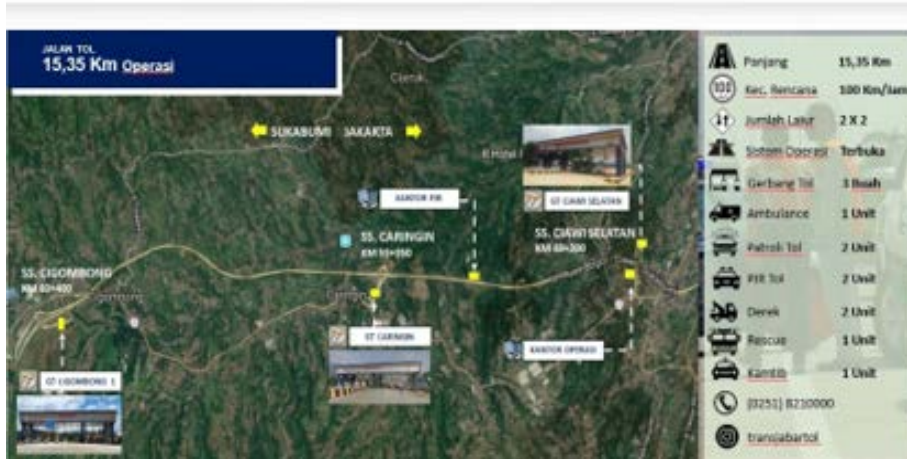 JALAN TOL
15,35 Km Operasi
SUKABUMI JAKARTA
GT CIAWI SELATAN
SS. CARINGIN
SS. CIAWI SELATAN
SS. CIGOMBONG
GT CARINGIN
KANTOR OPERASI
GT CIGOMBONG 1
Panjang 15,35 Km
100 Kec. Rencana 100 Km/Jam
Jumlah Lajur 2 X 2
Sistem Operasi Terbuka
Gerbang Tol 3 Buah
Ambulance 1 Unit
Patroli Tol 2 Unit
PJR Tol 2 Unit
Derek 2 Unit
Rescue 1 Unit
Kamtib 1 Unit
(0251) 8210000
transjabartol